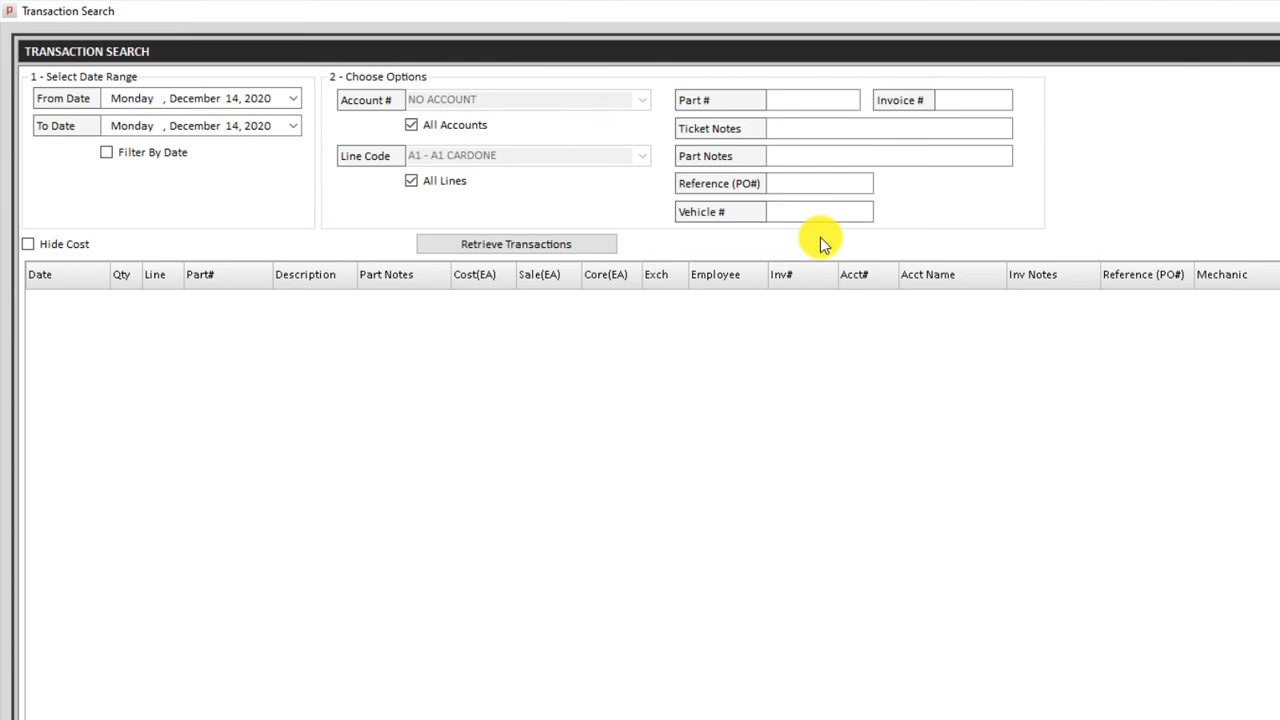 Transaction Search
TRANSACTION SEARCH
1 - Select Date Range
From Date Monday , December 14, 2020
To Date Monday , December 14, 2020
Filter By Date
2 - Choose Options
Account # NO ACCOUNT
All Accounts
Line Code A1 - A1 CARDONE
All Lines
Part # Invoice #
Ticket Notes
Part Notes
Reference (PO#)
Vehicle #
Hide Cost
Retrieve Transactions
Date Qty Line Part# Description Part Notes Cost(EA) Sale(EA) Core(EA) Exch Employee Inv# Acct# Acct Name Inv Notes Reference (PO#) Mechanic